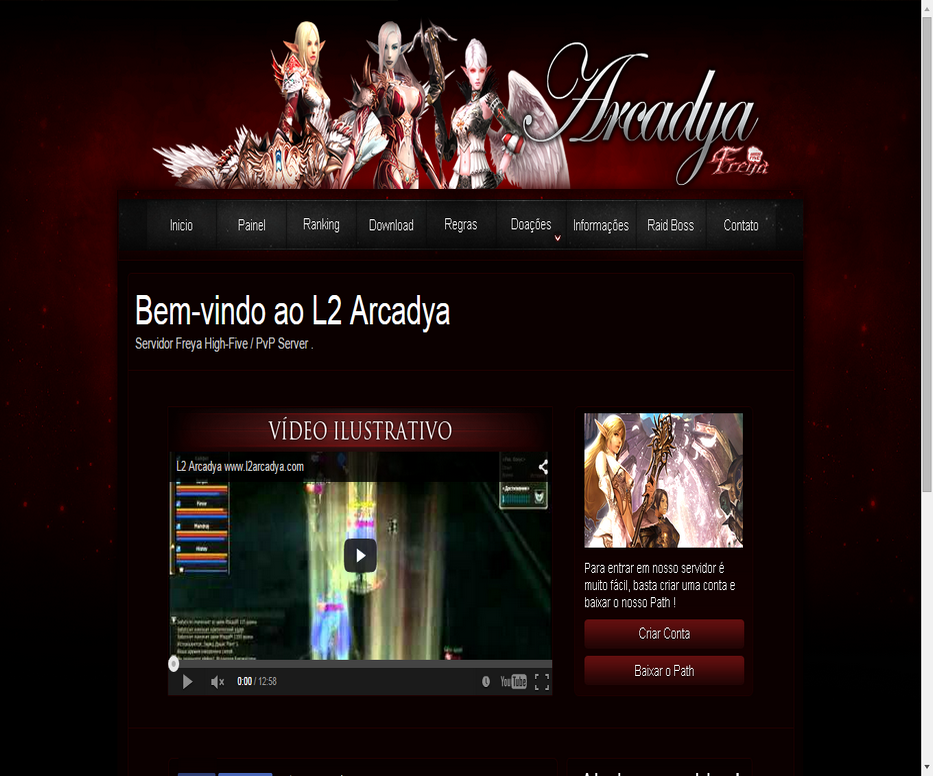 Arcadya
Freya
Inicio
Painel
Ranking
Download
Regras
Doações
Informações
Raid Boss
Contato
Bem-vindo ao L2 Arcadya
Servidor Freya High-Five / PvP Server .
VÍDEO ILUSTRATIVO
L2 Arcadya www.l2arcadya.com
0:00 / 12:58
YouTube
Para entrar em nosso servidor é
muito fácil, basta criar uma conta e
baixar o nosso Path !
Criar Conta
Baixar o Path